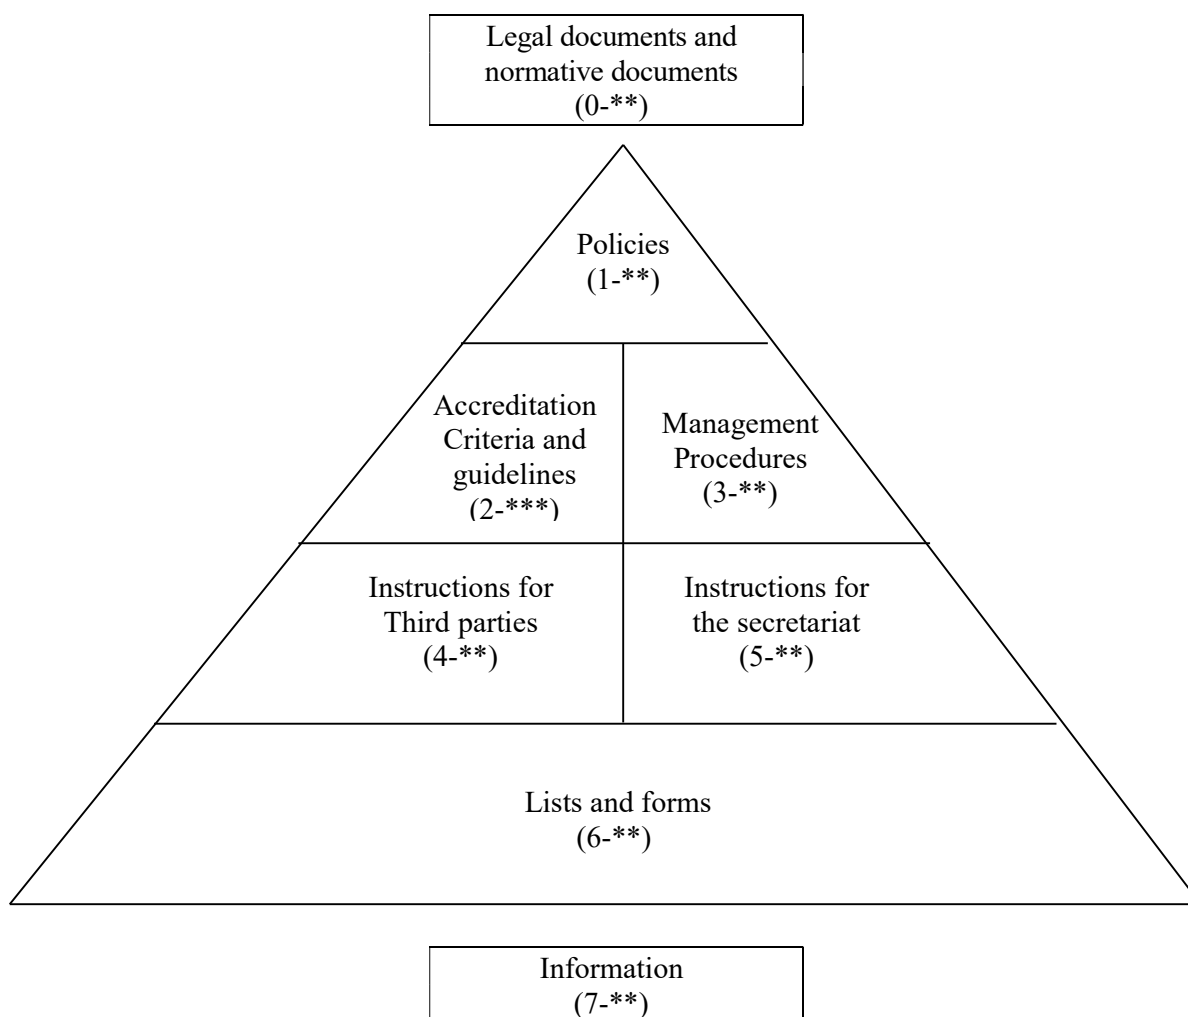 Legal documents and
normative documents
(0-**)
Policies
(1-**)
Accreditation
Criteria and
guidelines
(2-***)
Management
Procedures
(3-**)
Instructions for
Third parties
(4-**)
Instructions for
the secretariat
(5-**)
Lists and forms
(6-**)
Information
(7-**)